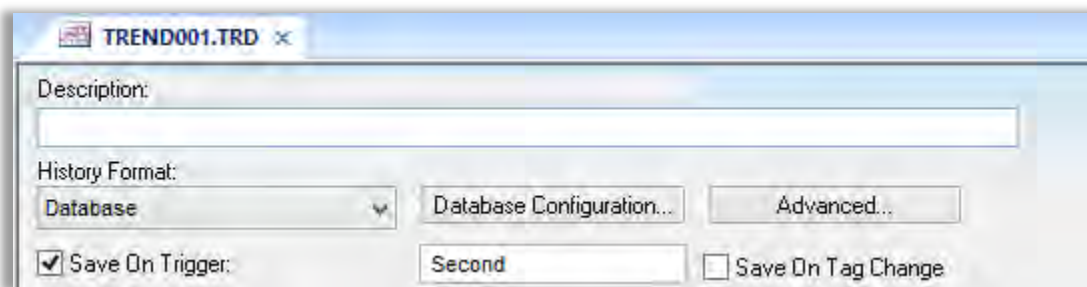 TREND001.TRD
Description:
History Format:
Database Database Configuration... Advanced...
Save On Trigger: Second Save On Tag Change